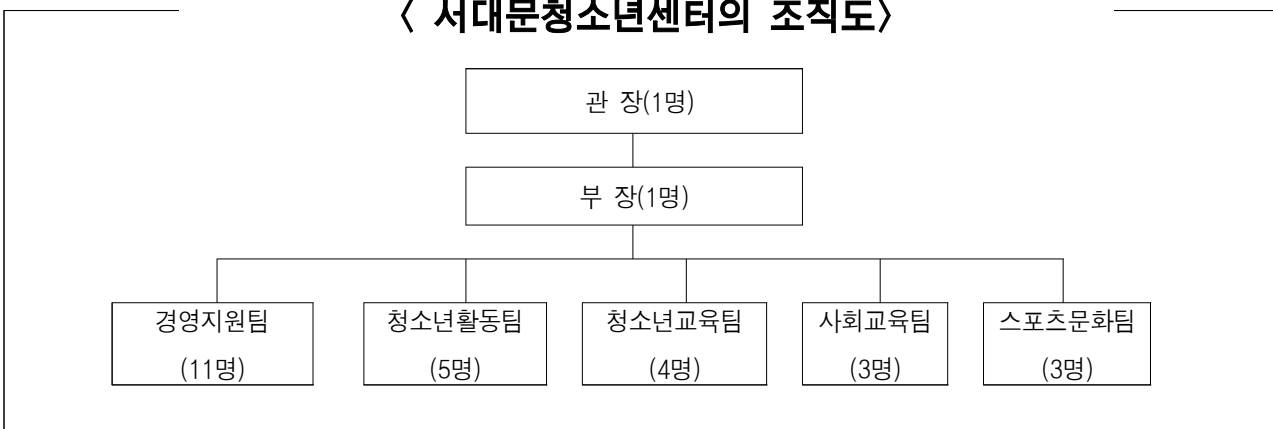 〈 서대문청소년센터의 조직도〉
관 장(1명)
부 장(1명)
경영지원팀
(11명)
청소년활동팀
(5명)
청소년교육팀
(4명)
사회교육팀
(3명)
스포츠문화팀
(3명)